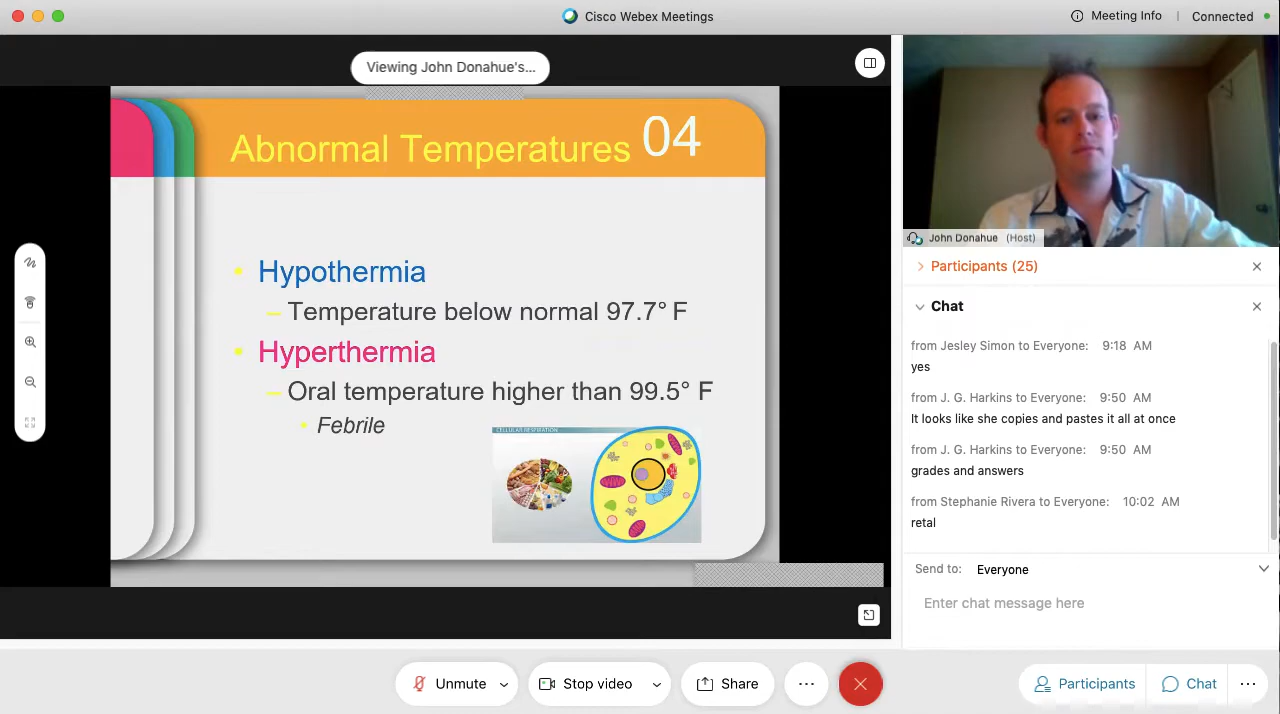 Cisco Webex Meetings
Meeting Info
Connected
Viewing John Donahue's...
Abnormal Temperatures 04
• Hypothermia
– Temperature below normal 97.7° F
• Hyperthermia
– Oral temperature higher than 99.5° F
• Febrile
CELLULAR RESPIRATION
John Donahue (Host)
Participants (25)
Chat
from Jesley Simon to Everyone: 9:18 AM
yes
from J. G. Harkins to Everyone: 9:50 AM
It looks like she copies and pastes it all at once
from J. G. Harkins to Everyone: 9:50 AM
grades and answers
from Stephanie Rivera to Everyone: 10:02 AM
retal
Send to: Everyone
Enter chat message here
Unmute
Stop video
Share
Participants
Chat